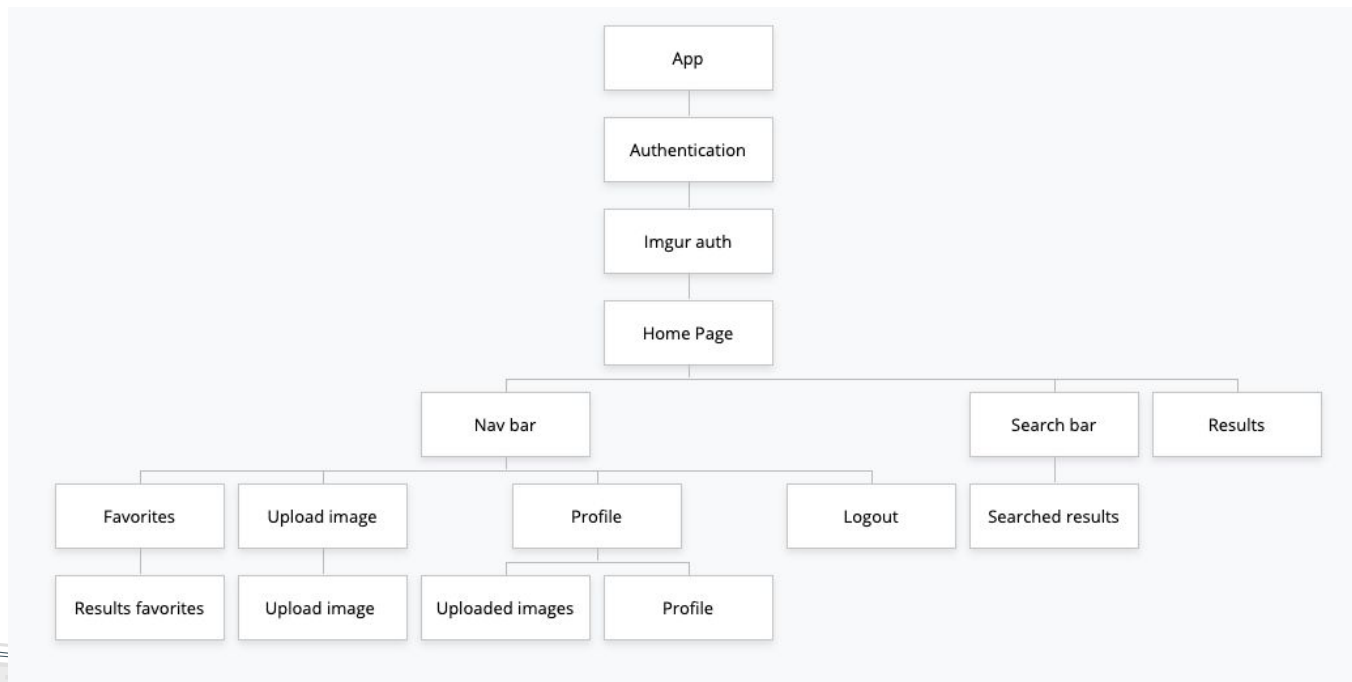 App
Authentication
Imgur auth
Home Page
Nav bar
Search bar
Results
Favorites
Upload image
Profile
Logout
Searched results
Results favorites
Upload image
Uploaded images
Profile